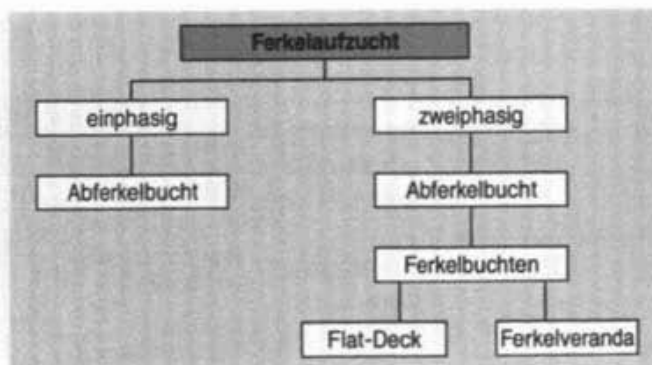 Ferkelaufzucht
einphasig
zweiphasig
Abferkelbucht
Abferkelbucht
Ferkelbuchten
Flat-Deck
Ferkelveranda